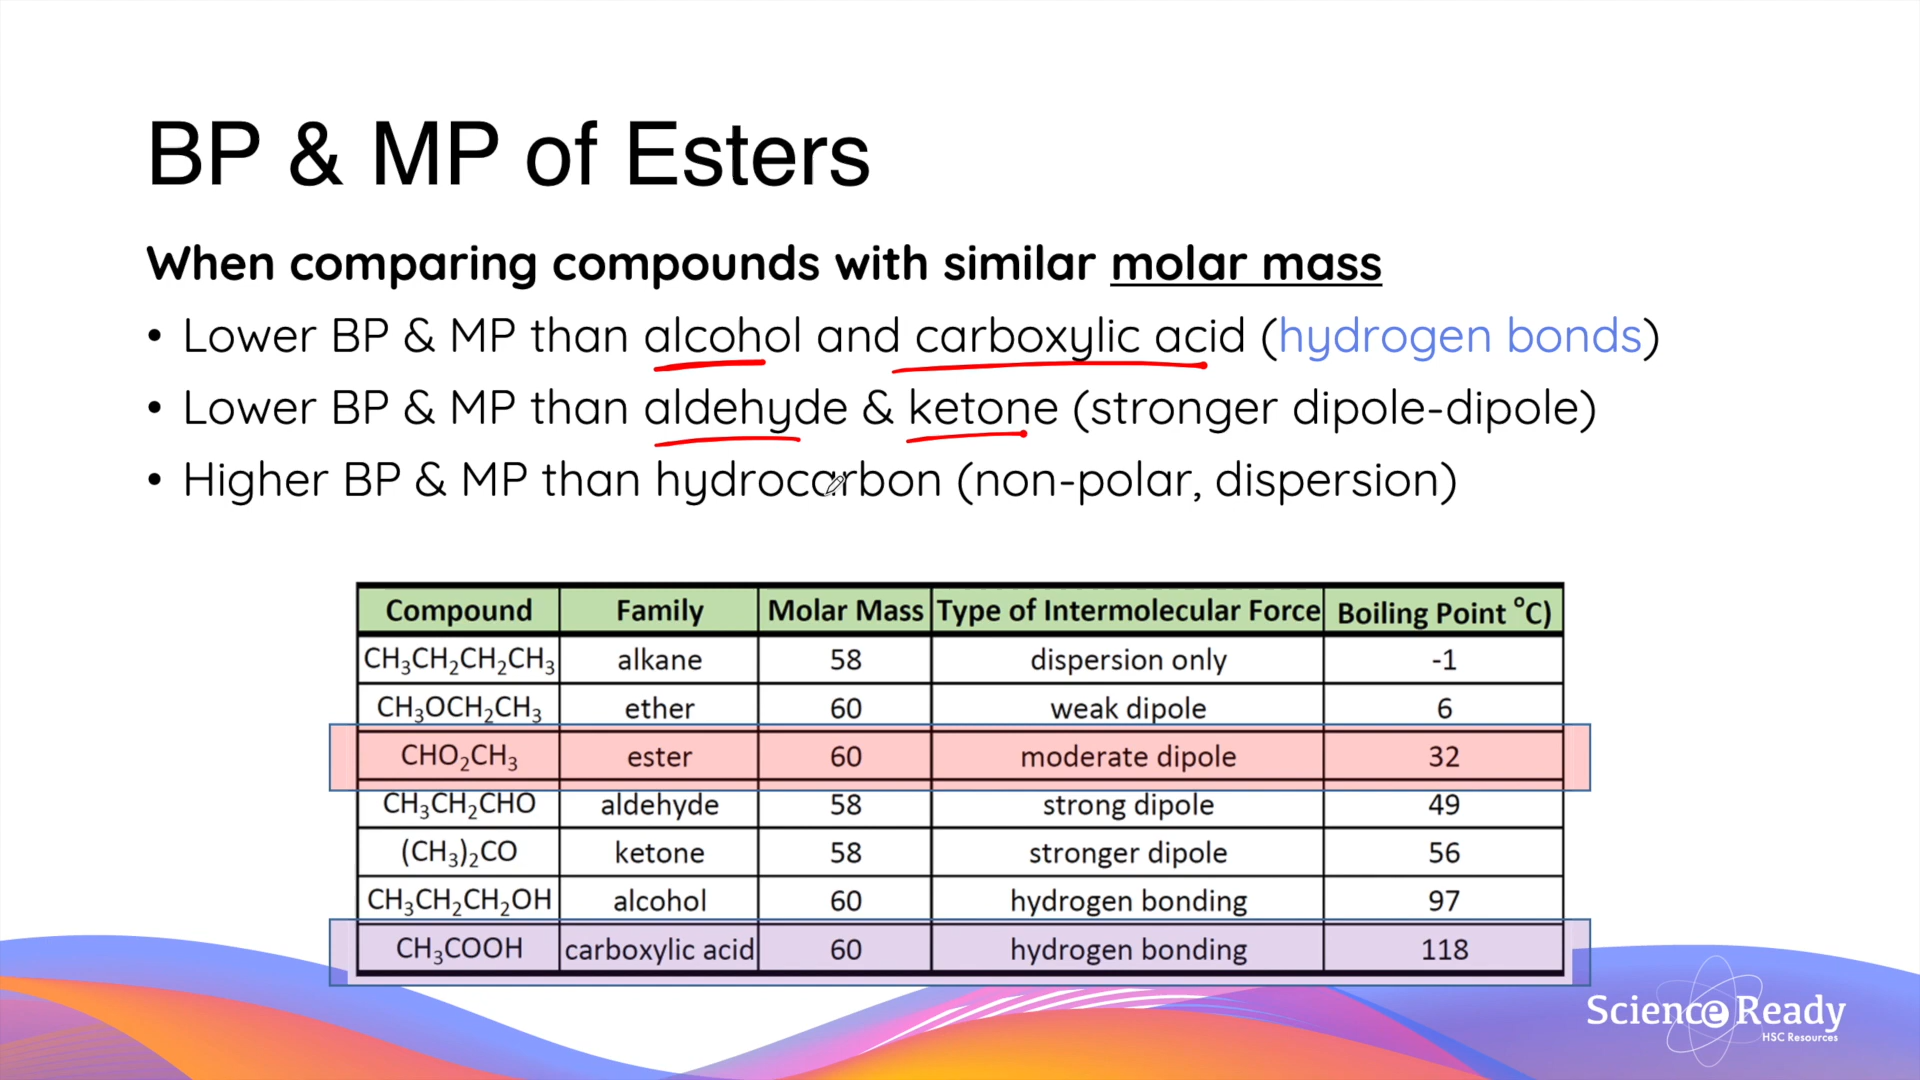 BP & MP of Esters
When comparing compounds with similar molar mass
• Lower BP & MP than alcohol and carboxylic acid (hydrogen bonds)
• Lower BP & MP than aldehyde & ketone (stronger dipole-dipole)
• Higher BP & MP than hydrocarbon (non-polar, dispersion)
Compound Family Molar Mass Type of Intermolecular Force Boiling Point °C)
CH₃CH₂CH₂CH₃ alkane 58 dispersion only -1
CH₃OCH₂CH₃ ether 60 weak dipole 6
CHO₂CH₃ ester 60 moderate dipole 32
CH₃CH₂CHO aldehyde 58 strong dipole 49
(CH₃)₂CO ketone 58 stronger dipole 56
CH₃CH₂CH₂OH alcohol 60 hydrogen bonding 97
CH₃COOH carboxylic acid 60 hydrogen bonding 118
Science Ready
HSC Resources